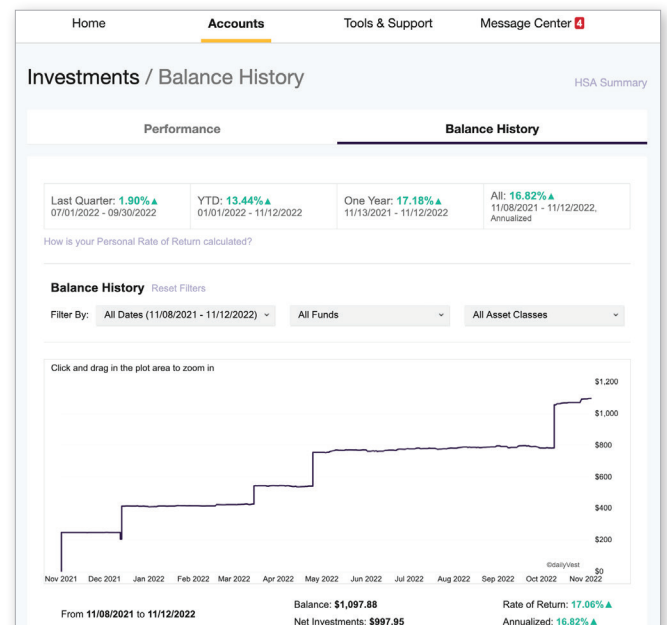 Home Accounts Tools & Support Message Center 4
Investments / Balance History
HSA Summary
Performance Balance History
Last Quarter: 1.90%▲ YTD: 13.44%▲ One Year: 17.18%▲ All: 16.82%▲
07/01/2022 - 09/30/2022 01/01/2022 - 11/12/2022 11/13/2021 - 11/12/2022 11/08/2021 - 11/12/2022,
Annualized
How is your Personal Rate of Return calculated?
Balance History Reset Filters
Filter By: All Dates (11/08/2021 - 11/12/2022) All Funds All Asset Classes
Click and drag in the plot area to zoom in
$1,200
$1,000
$800
$600
$400
$200
©dailyVest
$0
Nov 2021 Dec 2021 Jan 2022 Feb 2022 Mar 2022 Apr 2022 May 2022 Jun 2022 Jul 2022 Aug 2022 Sep 2022 Oct 2022 Nov 2022
From 11/08/2021 to 11/12/2022 Balance: $1,097.88 Rate of Return: 17.06%▲
Net Investments: $997.95 Annualized: 16.82%▲